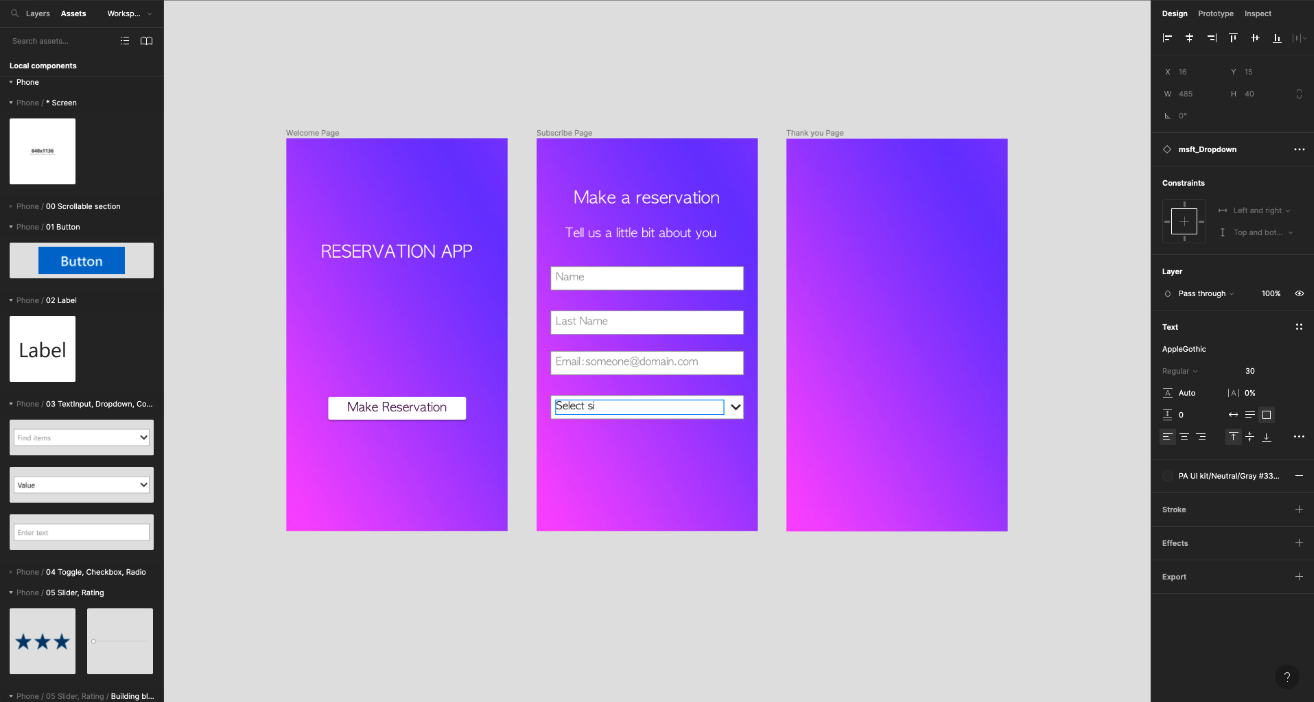 Layers Assets Worksp...
Search assets...
Local components
Phone
Phone / * Screen
640x1136
Phone / 00 Scrollable section
Phone / 01 Button
Button
Phone / 02 Label
Label
Phone / 03 TextInput, Dropdown, Co...
Find items
Value
Enter text
Phone / 04 Toggle, Checkbox, Radio
Phone / 05 Slider, Rating
Phone / 05 Slider, Rating / Building bl...
Welcome Page
RESERVATION APP
Make Reservation
Subscribe Page
Make a reservation
Tell us a little bit about you
Name
Last Name
Email:someone@domain.com
Select si
Thank you Page
Design Prototype Inspect
X 16 Y 15
W 485 H 40
0°
msft_Dropdown
Constraints
Left and right
Top and bot...
Layer
Pass through 100%
Text
AppleGothic
Regular 30
Auto |A| 0%
0
PA UI kit/Neutral/Gray #33...
Stroke
Effects
Export
?